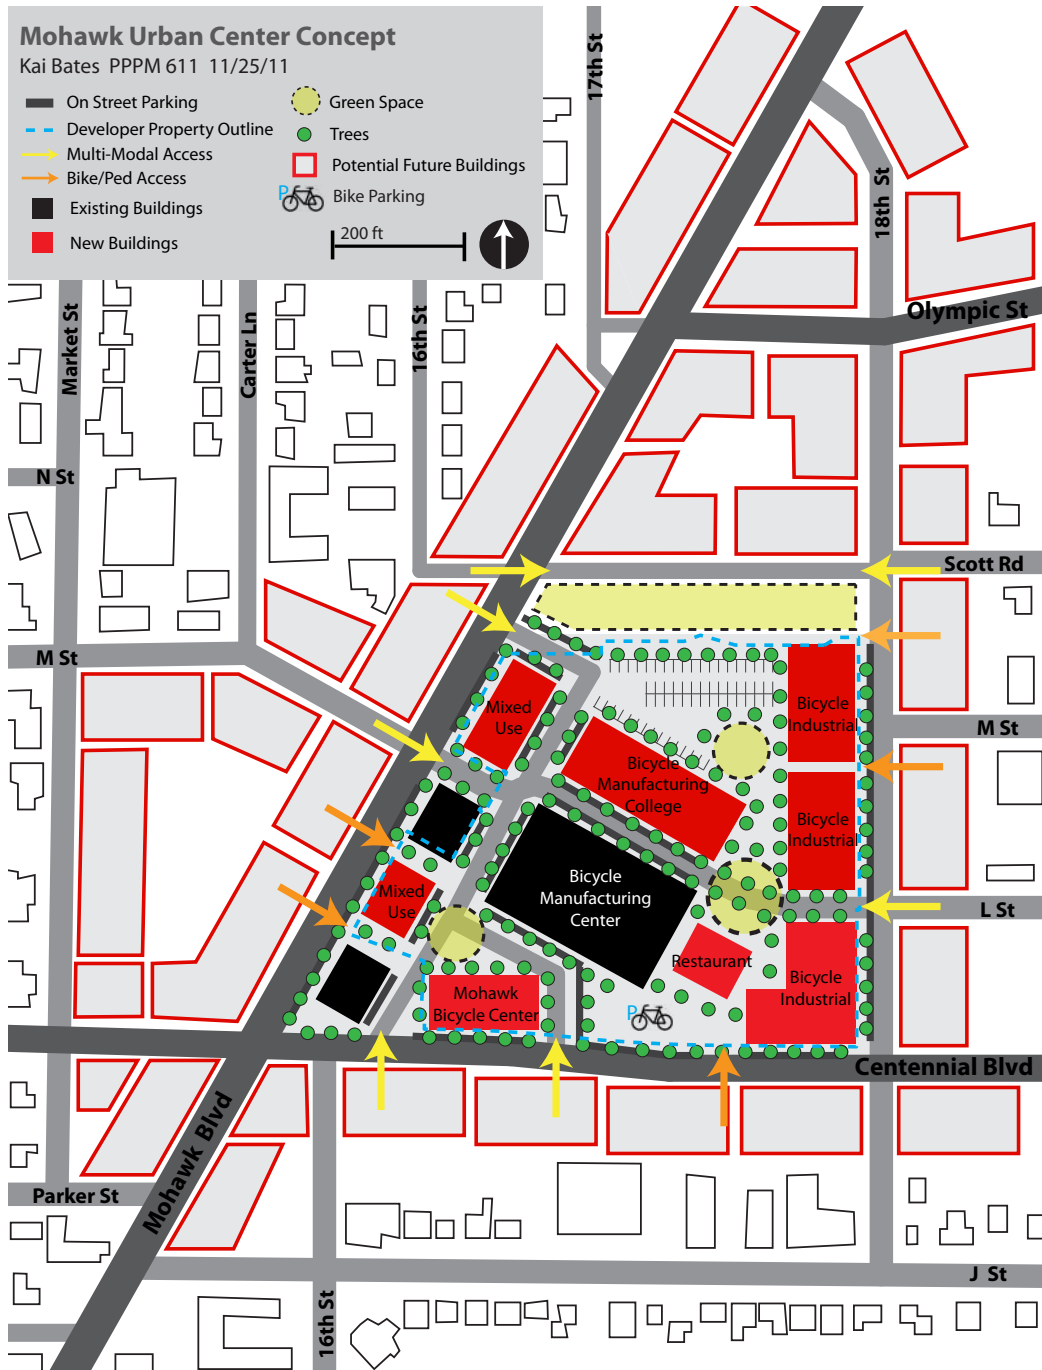 Mohawk Urban Center Concept
Kai Bates PPPM 611 11/25/11
On Street Parking
Developer Property Outline
Multi-Modal Access
Bike/Ped Access
Existing Buildings
New Buildings
Green Space
Trees
Potential Future Buildings
P
Bike Parking
200 ft
17th St
18th St
Olympic St
Market St
Carter Ln
16th St
N St
Scott Rd
M St
M St
Mixed
Use
Bicycle
Industrial
Bicycle
Manufacturing
College
Bicycle
Industrial
Bicycle
Manufacturing
Center
Mixed
Use
L St
Restaurant
Bicycle
Industrial
Mohawk
Bicycle Center
P
Centennial Blvd
Mohawk Blvd
Parker St
J St
16th St